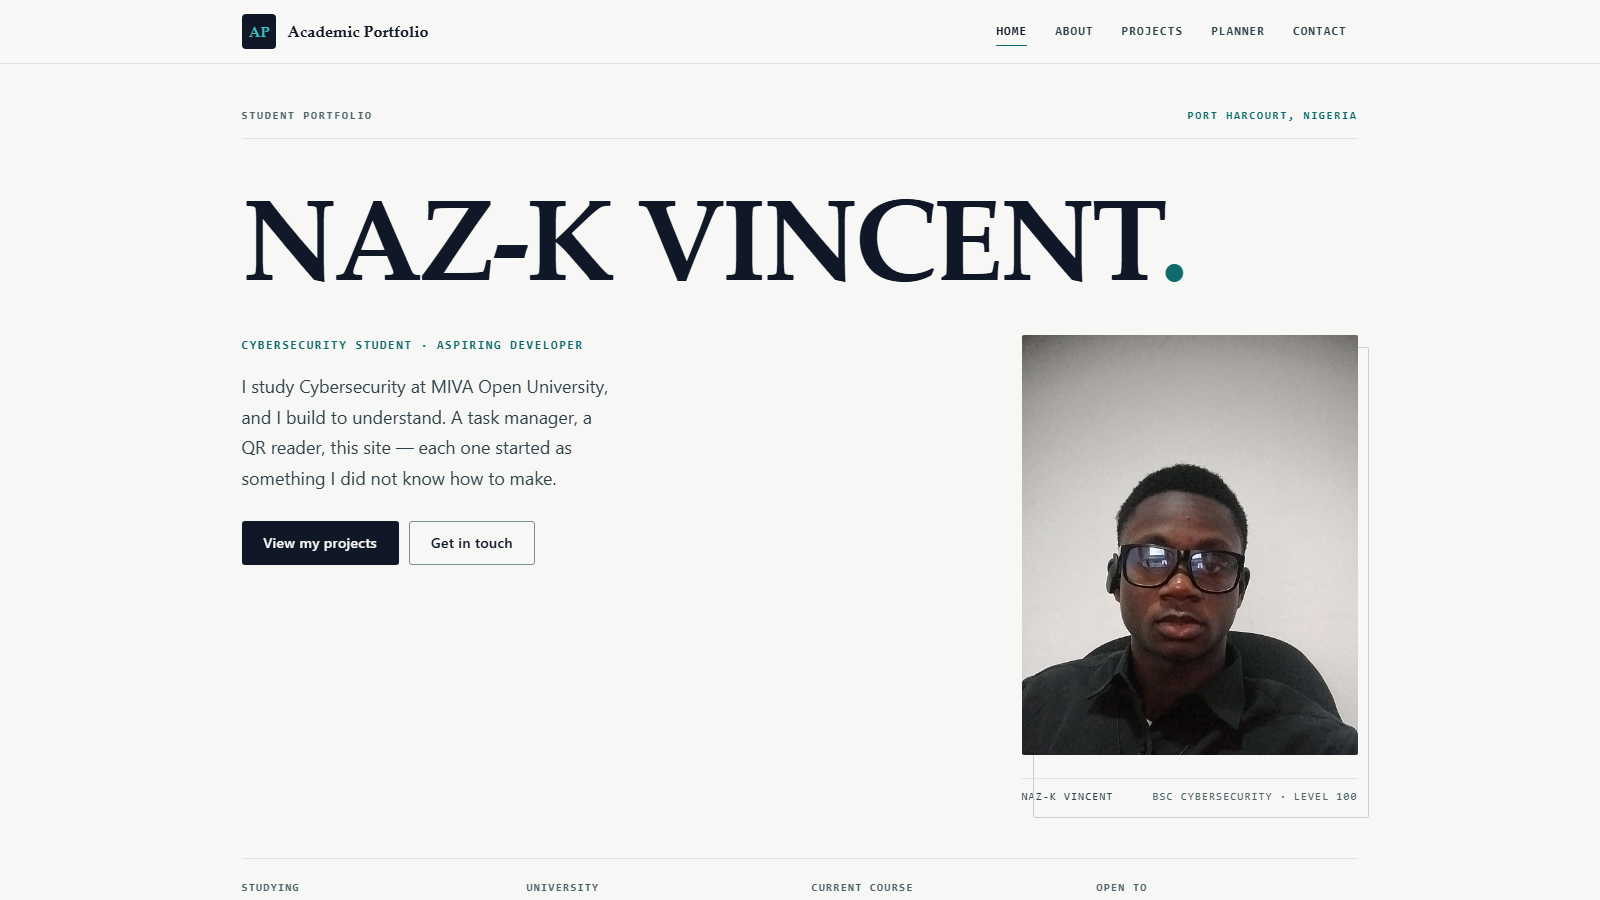 AP Academic Portfolio
HOME ABOUT PROJECTS PLANNER CONTACT
STUDENT PORTFOLIO
PORT HARCOURT, NIGERIA
NAZ-K VINCENT.
CYBERSECURITY STUDENT · ASPIRING DEVELOPER
I study Cybersecurity at MIVA Open University,
and I build to understand. A task manager, a
QR reader, this site — each one started as
something I did not know how to make.
View my projects
Get in touch
NAZ-K VINCENT
BSC CYBERSECURITY · LEVEL 100
STUDYING
UNIVERSITY
CURRENT COURSE
OPEN TO